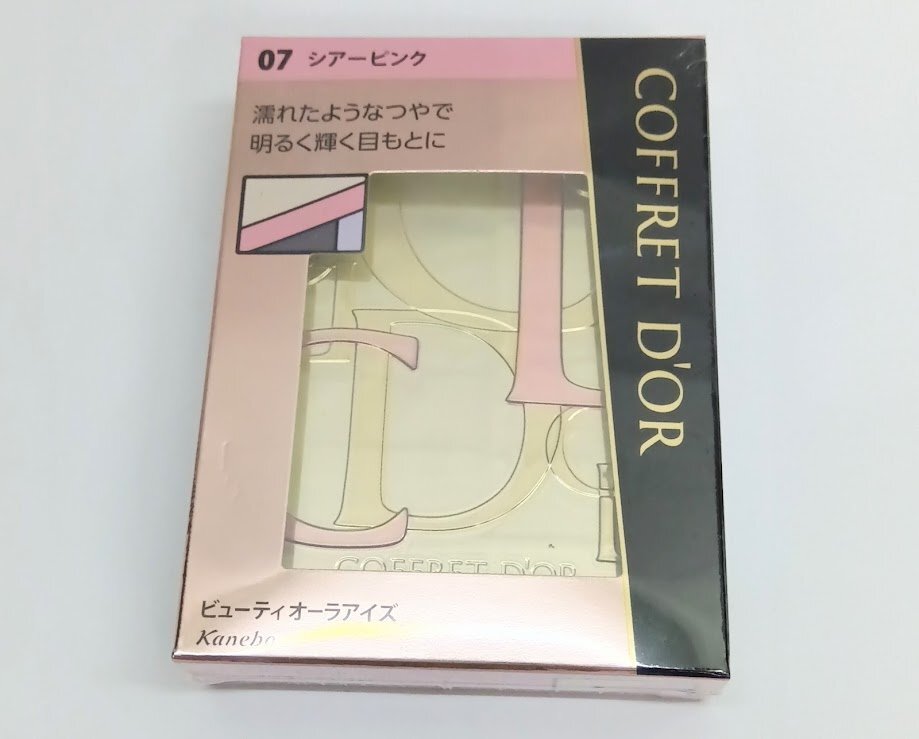 07 シアーピンク
濡れたようなつやで
明るく輝く目もとに
COFFRET D'OR
COFFRET D'OR
ビューティオーラアイズ
Kanebo